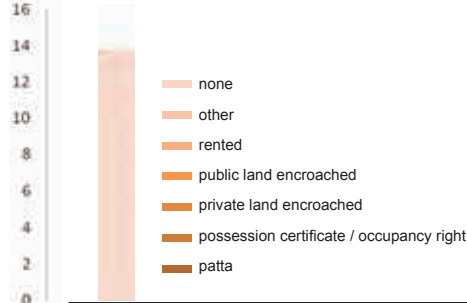 16
14
12
10
8
6
4
2
0
none
other
rented
public land encroached
private land encroached
possession certificate / occupancy right
patta